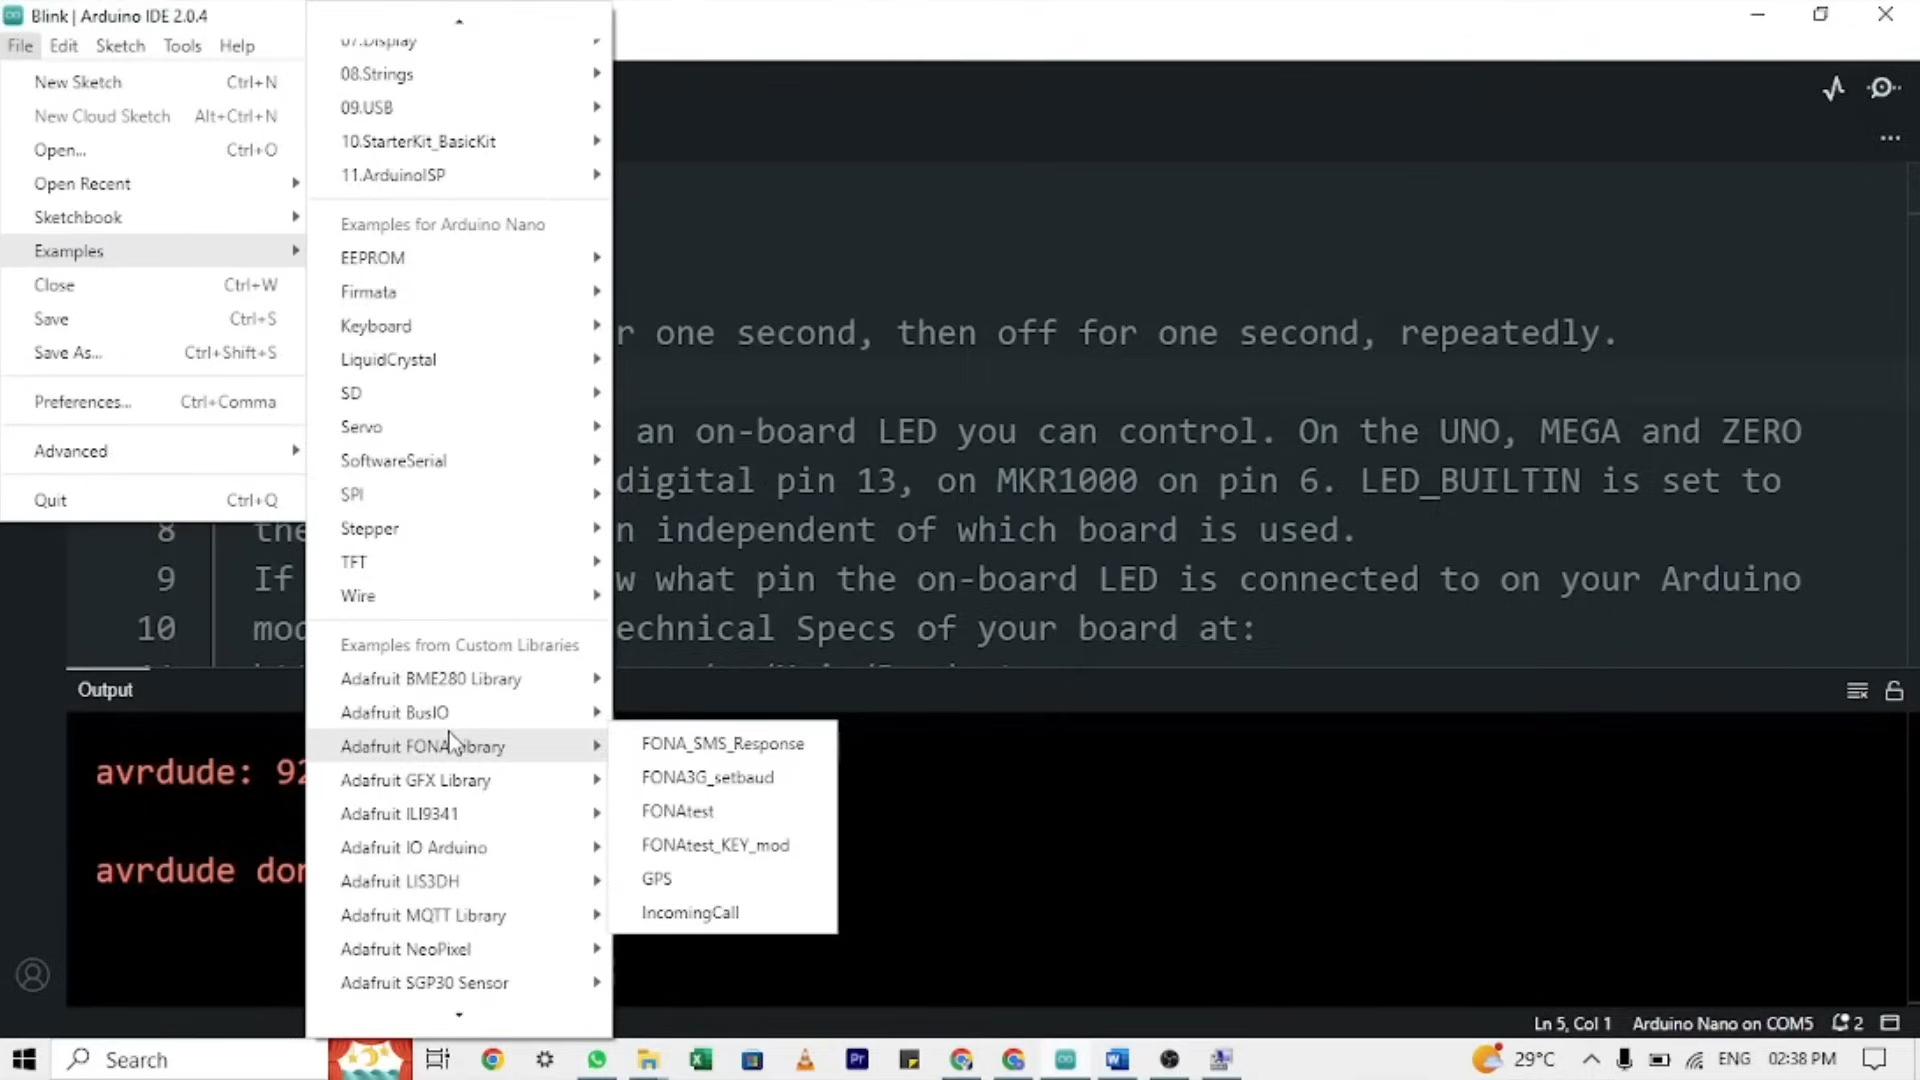 Blink | Arduino IDE 2.0.4
File Edit Sketch Tools Help
New Sketch Ctrl+N
New Cloud Sketch Alt+Ctrl+N
Open... Ctrl+O
Open Recent
Sketchbook
Examples
Close Ctrl+W
Save Ctrl+S
Save As... Ctrl+Shift+S
Preferences... Ctrl+Comma
Advanced
Quit Ctrl+Q
07.Display
08.Strings
09.USB
10.StarterKit_BasicKit
11.ArduinoISP
Examples for Arduino Nano
EEPROM
Firmata
Keyboard
LiquidCrystal
SD
Servo
SoftwareSerial
SPI
Stepper
TFT
Wire
Examples from Custom Libraries
Adafruit BME280 Library
Adafruit BusIO
Adafruit FONA Library
Adafruit GFX Library
Adafruit ILI9341
Adafruit IO Arduino
Adafruit LIS3DH
Adafruit MQTT Library
Adafruit NeoPixel
Adafruit SGP30 Sensor
FONA_SMS_Response
FONA3G_setbaud
FONAtest
FONAtest_KEY_mod
GPS
IncomingCall
r one second, then off for one second, repeatedly.
an on-board LED you can control. On the UNO, MEGA and ZERO
digital pin 13, on MKR1000 on pin 6. LED_BUILTIN is set to
8 the n independent of which board is used.
9 If w what pin the on-board LED is connected to on your Arduino
10 mod echnical Specs of your board at:
Output
avrdude: 92
avrdude don
Ln 5, Col 1 Arduino Nano on COM5 2
Search 29°C ENG 02:38 PM